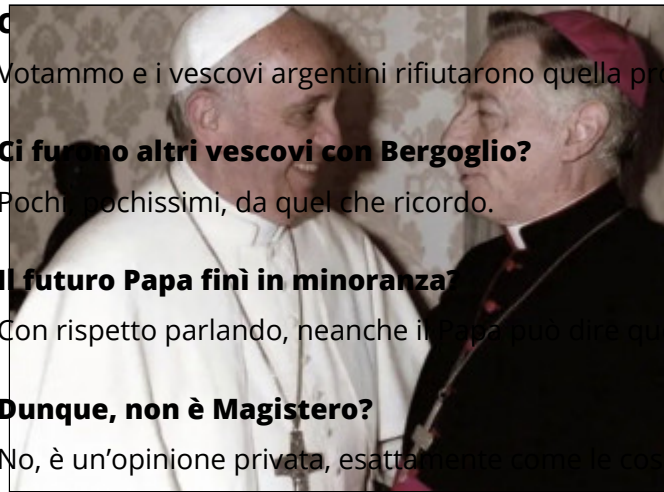 Votammo e i vescovi argentini rifiutarono quella
Ci furono altri vescovi con Bergoglio?
Pochi, pochissimi, da quel che ricordo.
Il futuro Papa finì in minoranza?
Con rispetto parlando, neanche il Papa può dire
Dunque, non è Magistero?
No, è un’opinione privata, esattamente come le